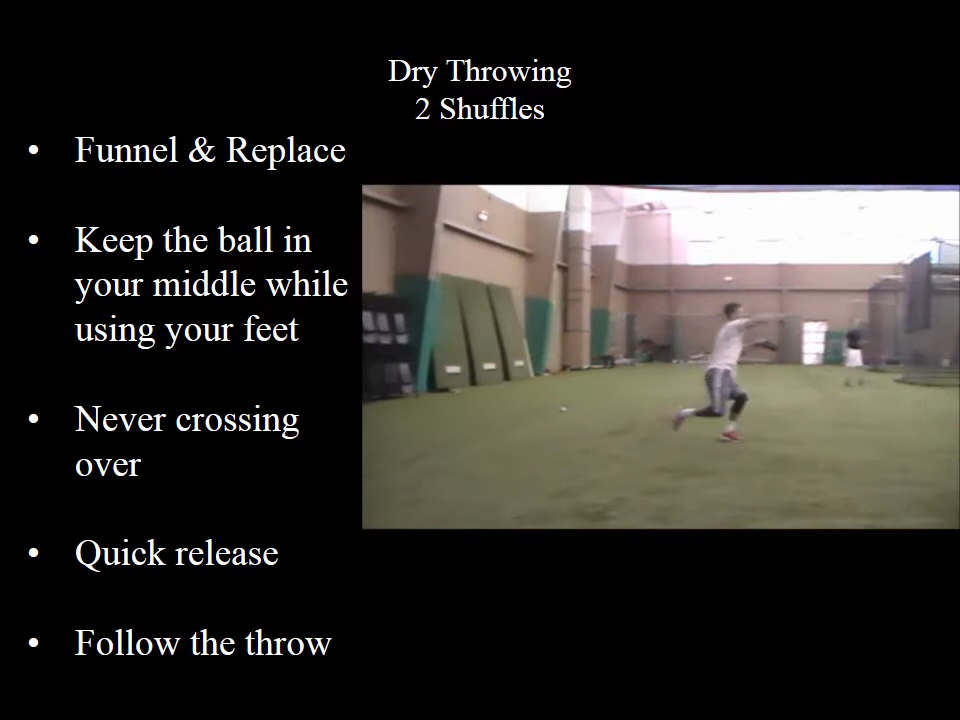 Dry Throwing
2 Shuffles
• Funnel & Replace
• Keep the ball in
your middle while
using your feet
• Never crossing
over
• Quick release
• Follow the throw